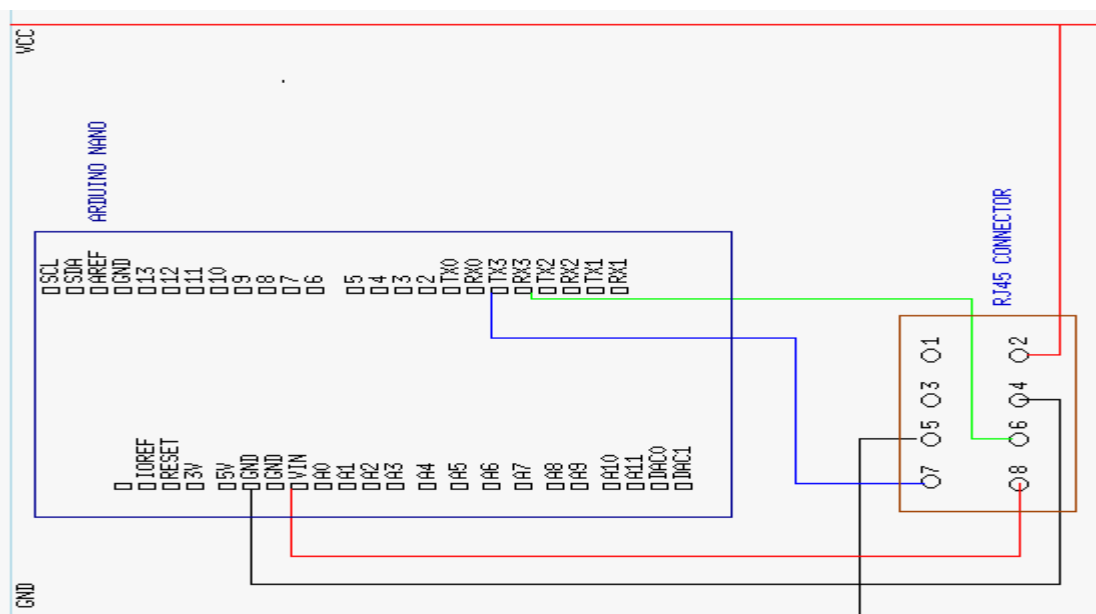 VCC
ARDUINO NANO
SCL
SDA
AREF
GND
13
12
11
10
9
8
7
6
5
4
3
2
TX0
RX0
TX3
RX3
TX2
RX2
TX1
RX1
RJ45 CONNECTOR
1
2
3
4
5
6
7
8
IOREF
RESET
3V
5V
GND
GND
VIN
A0
A1
A2
A3
A4
A5
A6
A7
A8
A9
A10
A11
DAC0
DAC1
GND